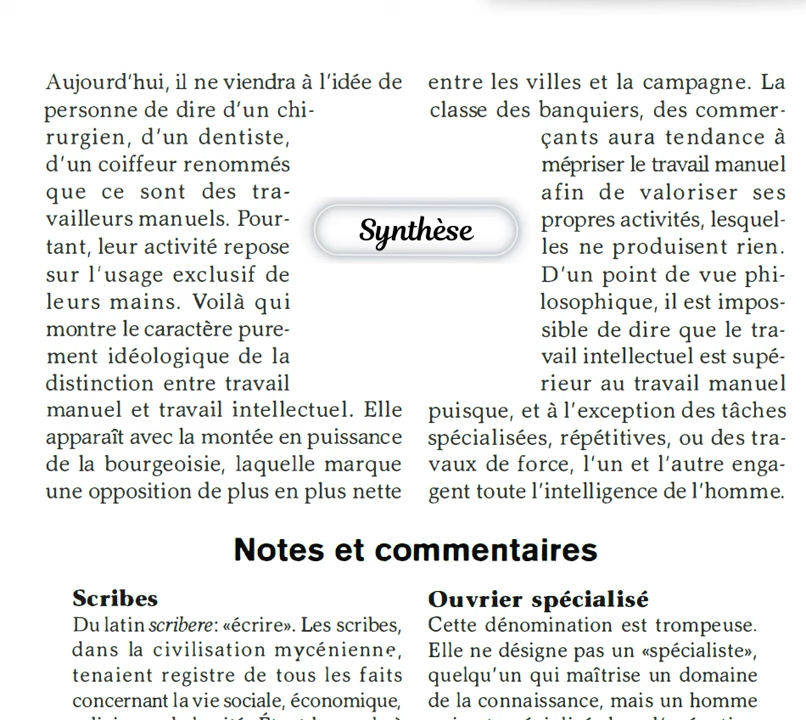 Aujourd'hui, il ne viendra à l'idée de
personne de dire d'un chi-
rurgien, d'un dentiste,
d'un coiffeur renommés
que ce sont des tra-
vailleurs manuels. Pour-
tant, leur activité repose
sur l'usage exclusif de
leurs mains. Voilà qui
montre le caractère pure-
ment idéologique de la
distinction entre travail
manuel et travail intellectuel. Elle
apparaît avec la montée en puissance
de la bourgeoisie, laquelle marque
une opposition de plus en plus nette
Synthèse
entre les villes et la campagne. La
classe des banquiers, des commer-
çants aura tendance à
mépriser le travail manuel
afin de valoriser ses
propres activités, lesquel-
les ne produisent rien.
D'un point de vue phi-
losophique, il est impos-
sible de dire que le tra-
vail intellectuel est supé-
rieur au travail manuel
puisque, et à l'exception des tâches
spécialisées, répétitives, ou des tra-
vaux de force, l'un et l'autre enga-
gent toute l'intelligence de l'homme.
Notes et commentaires
Scribes
Du latin scribere: «écrire». Les scribes,
dans la civilisation mycénienne,
tenaient registre de tous les faits
concernant la vie sociale, économique,
Ouvrier spécialisé
Cette dénomination est trompeuse.
Elle ne désigne pas un «spécialiste»,
quelqu'un qui maîtrise un domaine
de la connaissance, mais un homme